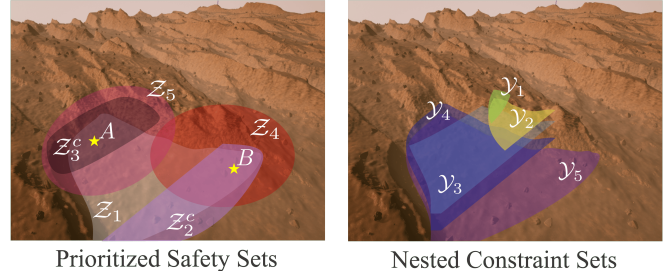 𝒵₅
A
𝒵₄
𝒵₃ᶜ
B
𝒵₁
𝒵₂ᶜ
Prioritized Safety Sets
𝒴₁
𝒴₄
𝒴₂
𝒴₃
𝒴₅
Nested Constraint Sets